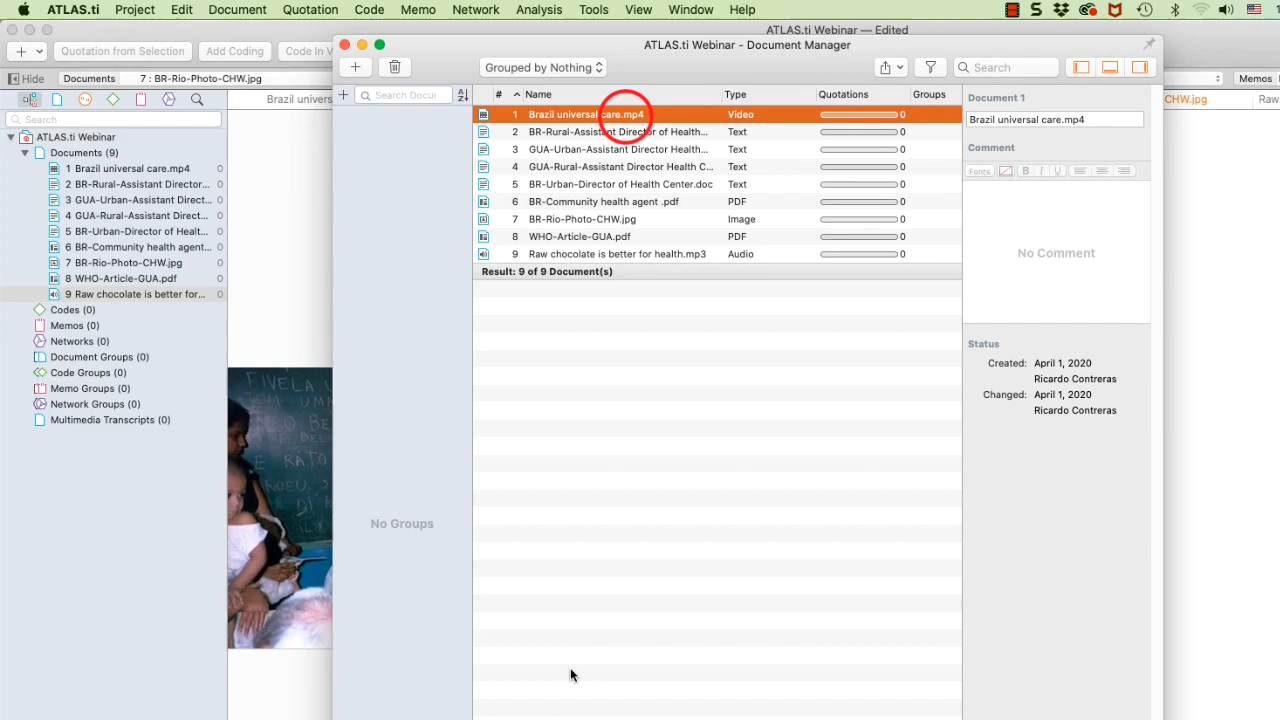 ATLAS.ti Project Edit Document Quotation Code Memo Network Analysis Tools View Window Help
ATLAS.ti Webinar — Edited
ATLAS.ti Webinar - Document Manager
Quotation from Selection Add Coding Code In V
Grouped by Nothing Search
Hide Documents 7 : BR-Rio-Photo-CHW.jpg Memos
Brazil univers CHW.jpg Raw
Search
ATLAS.ti Webinar
Documents (9)
1 Brazil universal care.mp4 0
2 BR-Rural-Assistant Director... 0
3 GUA-Urban-Assistant Direct... 0
4 GUA-Rural-Assistant Direct... 0
5 BR-Urban-Director of Healt... 0
6 BR-Community health agent... 0
7 BR-Rio-Photo-CHW.jpg 0
8 WHO-Article-GUA.pdf 0
9 Raw chocolate is better for... 0
Codes (0)
Memos (0)
Networks (0)
Document Groups (0)
Code Groups (0)
Memo Groups (0)
Network Groups (0)
Multimedia Transcripts (0)
FIVELA
TEM UMA
Search Docur
No Groups
# Name Type Quotations Groups
1 Brazil universal care.mp4 Video 0
2 BR-Rural-Assistant Director of Health... Text 0
3 GUA-Urban-Assistant Director Health... Text 0
4 GUA-Rural-Assistant Director Health C... Text 0
5 BR-Urban-Director of Health Center.doc Text 0
6 BR-Community health agent .pdf PDF 0
7 BR-Rio-Photo-CHW.jpg Image 0
8 WHO-Article-GUA.pdf PDF 0
9 Raw chocolate is better for health.mp3 Audio 0
Result: 9 of 9 Document(s)
Document 1
Brazil universal care.mp4
Comment
Fonts B I U
No Comment
Status
Created: April 1, 2020
Ricardo Contreras
Changed: April 1, 2020
Ricardo Contreras